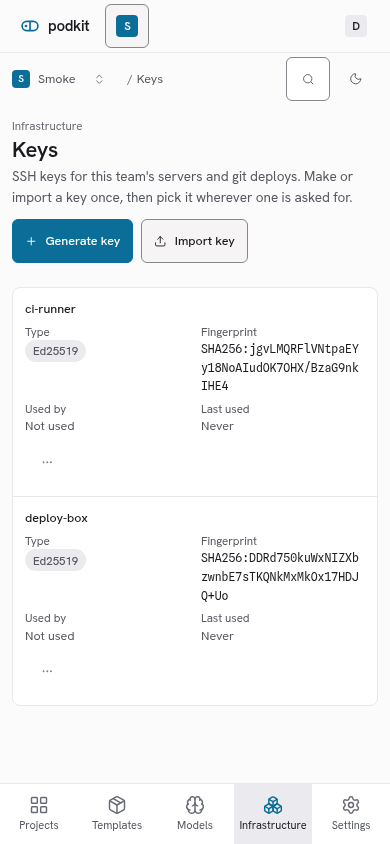 podkit
S
D
S Smoke / Keys
Infrastructure
Keys
SSH keys for this team's servers and git deploys. Make or
import a key once, then pick it wherever one is asked for.
+ Generate key
Import key
ci-runner
Type
Ed25519
Fingerprint
SHA256:jgvLMQRFlVNtpaEY
y18NoAIudOK7OHX/BzaG9nk
IHE4
Used by
Not used
Last used
Never
...
deploy-box
Type
Ed25519
Fingerprint
SHA256:DDRd750kuWxNIZXb
zwnbE7sTKQNkMxMkOx17HDJ
Q+Uo
Used by
Not used
Last used
Never
...
Projects
Templates
Models
Infrastructure
Settings